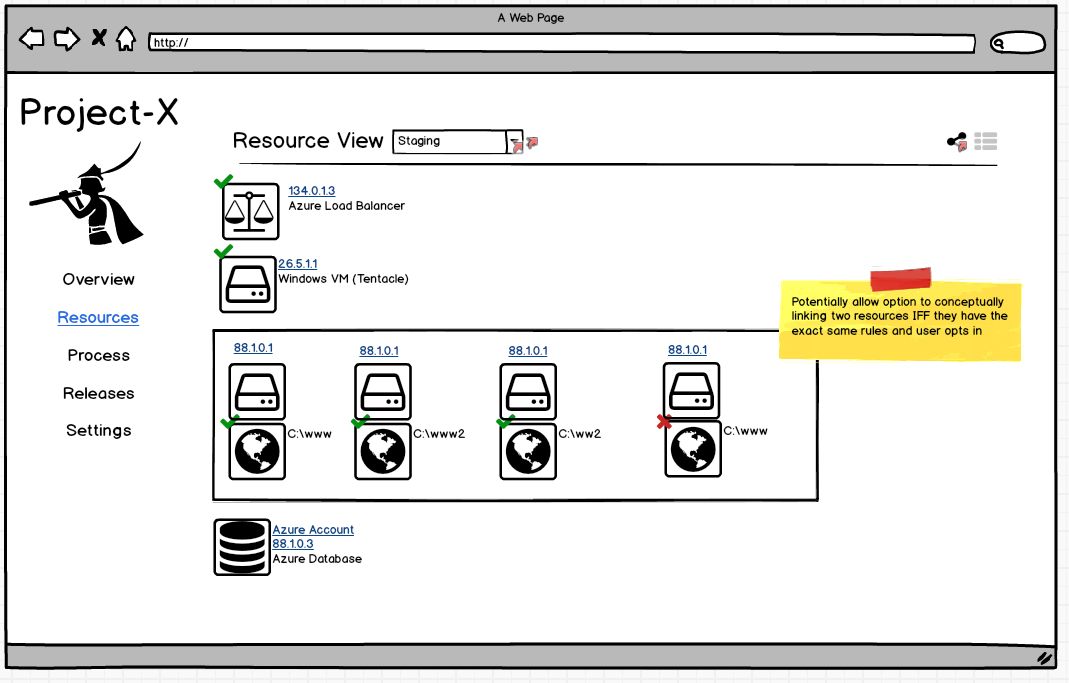 A Web Page
http://
Project-X
Resource View
Staging
134.0.1.3
Azure Load Balancer
26.5.1.1
Windows VM (Tentacle)
Overview
Resources
Process
Releases
Settings
Potentially allow option to conceptually
linking two resources IFF they have the
exact same rules and user opts in
88.1.0.1
88.1.0.1
88.1.0.1
88.1.0.1
C:\www
C:\www2
C:\ww2
C:\www
Azure Account
88.1.0.3
Azure Database